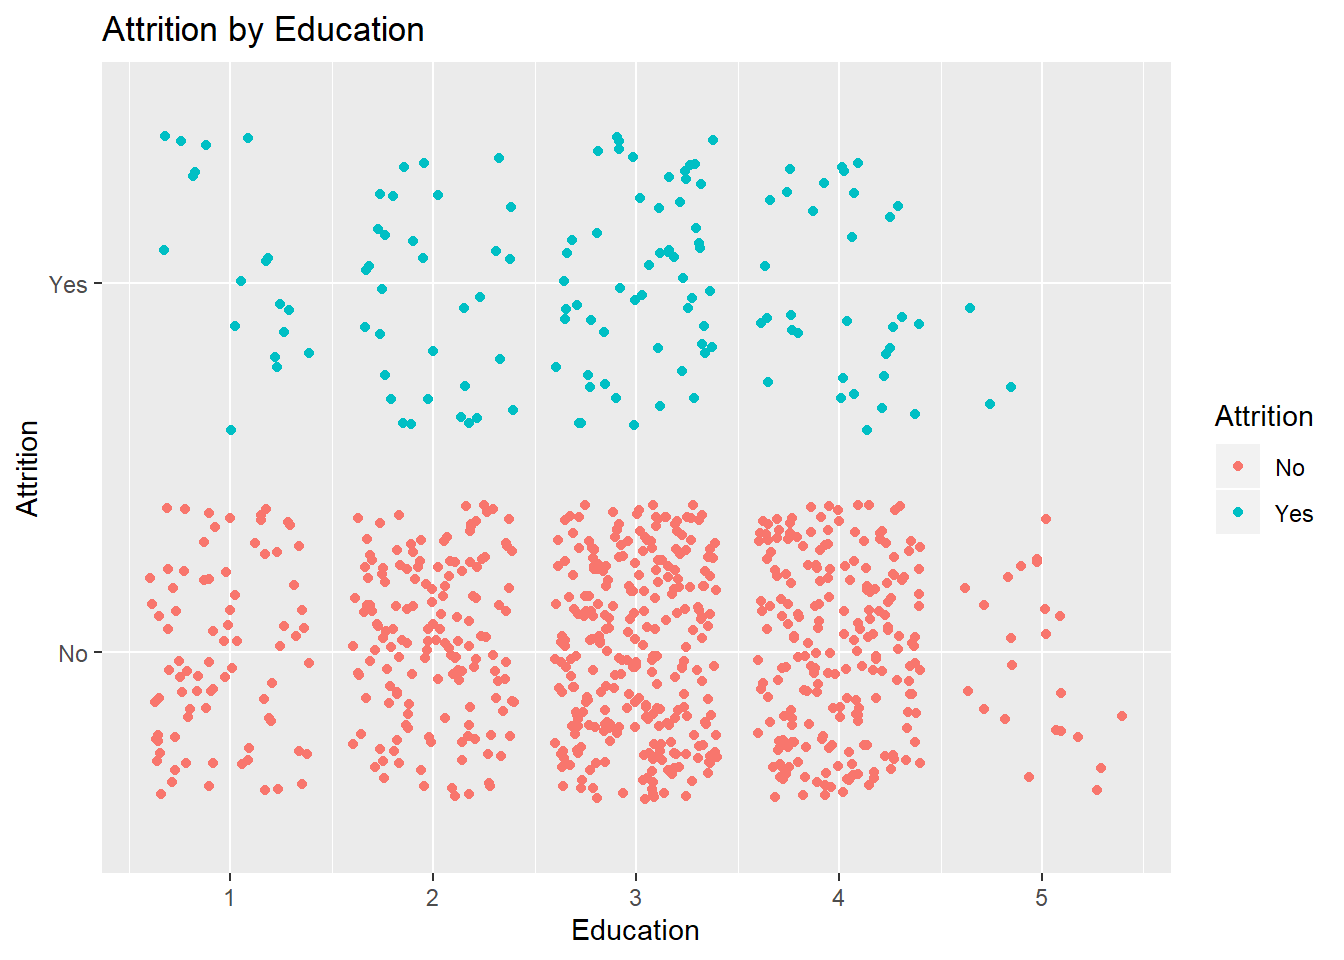 Attrition by Education
Attrition
Yes
No
1 2 3 4 5
Education
Attrition
No
Yes